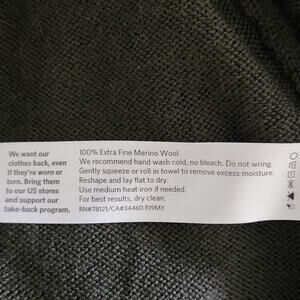 We want our
clothes back, even
if they're worn or
torn. Bring them
to our US stores
and support our
take-back program.
100% Extra Fine Merino Wool
We recommend hand wash cold, no bleach. Do not wring.
Gently squeeze or roll in towel to remove excess moisture.
Reshape and lay flat to dry.
Use medium heat iron if needed.
For best results, dry clean.
RN#78121/CA#34460 R19MY